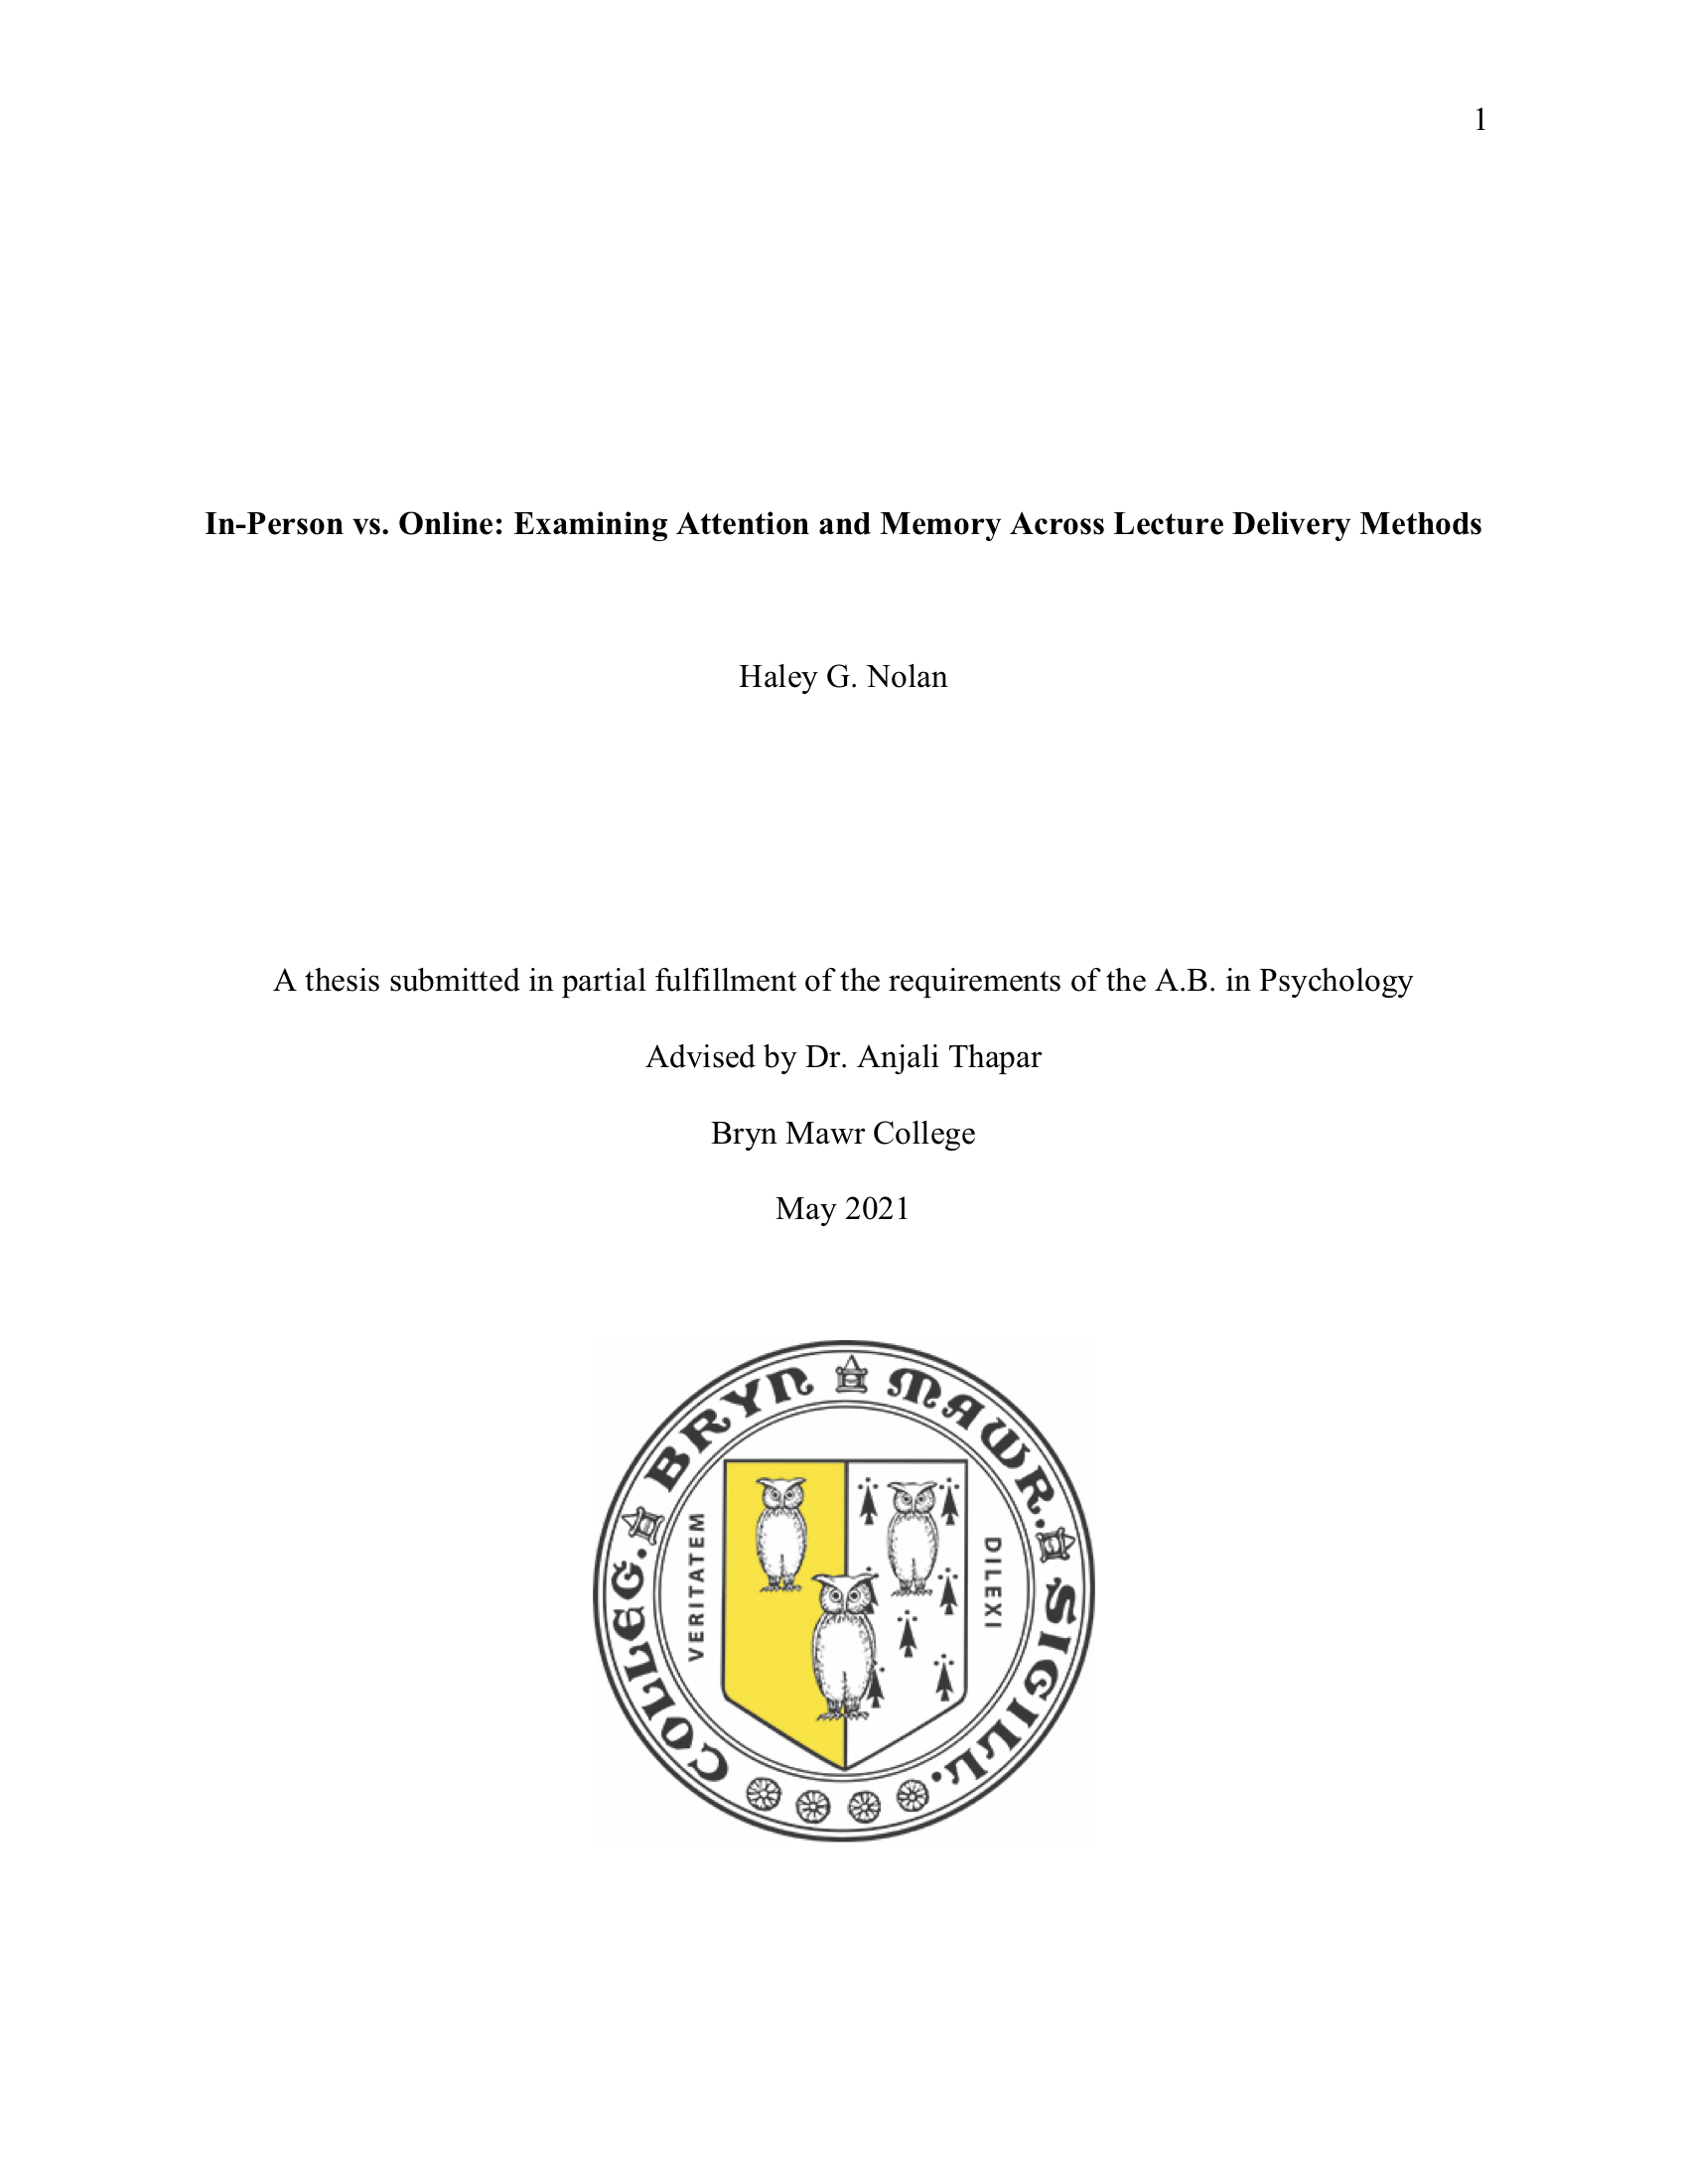 1
In-Person vs. Online: Examining Attention and Memory Across Lecture Delivery Methods
Haley G. Nolan
A thesis submitted in partial fulfillment of the requirements of the A.B. in Psychology
Advised by Dr. Anjali Thapar
Bryn Mawr College
May 2021
COLLEG. BRYN MAWR. SIGILL.
VERITATEM
DILEXI